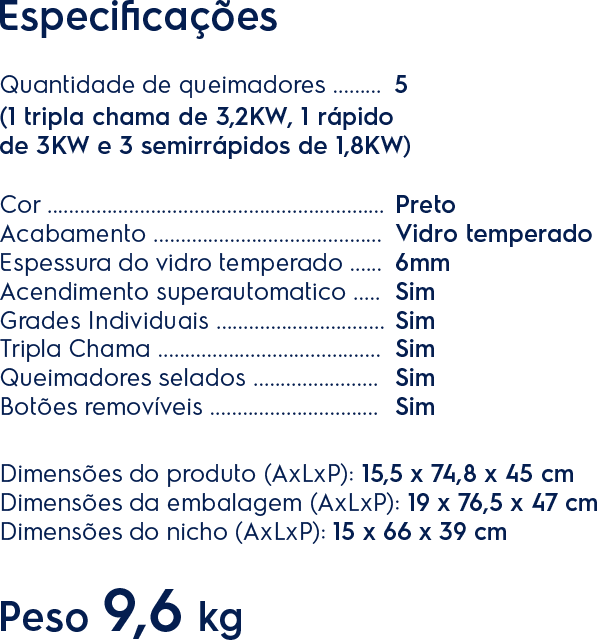 Especificações
Quantidade de queimadores ......... 5
(1 tripla chama de 3,2KW, 1 rápido
de 3KW e 3 semirrápidos de 1,8KW)
Cor .............................................................. Preto
Acabamento .......................................... Vidro temperado
Espessura do vidro temperado ...... 6mm
Acendimento superautomatico ..... Sim
Grades Individuais ............................... Sim
Tripla Chama ......................................... Sim
Queimadores selados ....................... Sim
Botões removíveis ............................... Sim
Dimensões do produto (AxLxP): 15,5 x 74,8 x 45 cm
Dimensões da embalagem (AxLxP): 19 x 76,5 x 47 cm
Dimensões do nicho (AxLxP): 15 x 66 x 39 cm
Peso 9,6 kg